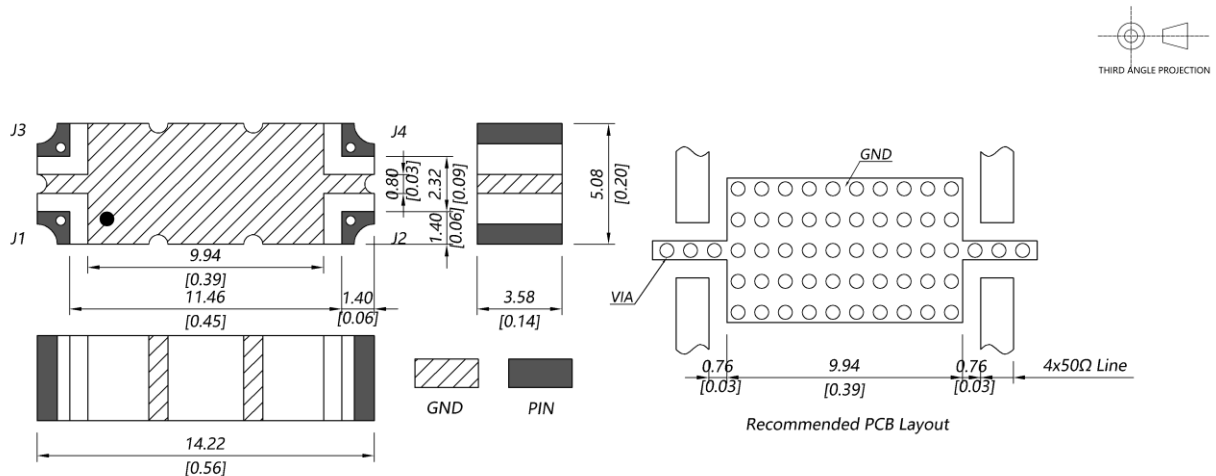 THIRD ANGLE PROJECTION
J3
J4
J1
J2
0.80
[0.03]
2.32
[0.09]
1.40
[0.06]
9.94
[0.39]
11.46
[0.45]
1.40
[0.06]
5.08
[0.20]
3.58
[0.14]
14.22
[0.56]
GND
PIN
GND
VIA
0.76
[0.03]
9.94
[0.39]
0.76
[0.03]
4x50Ω Line
Recommended PCB Layout